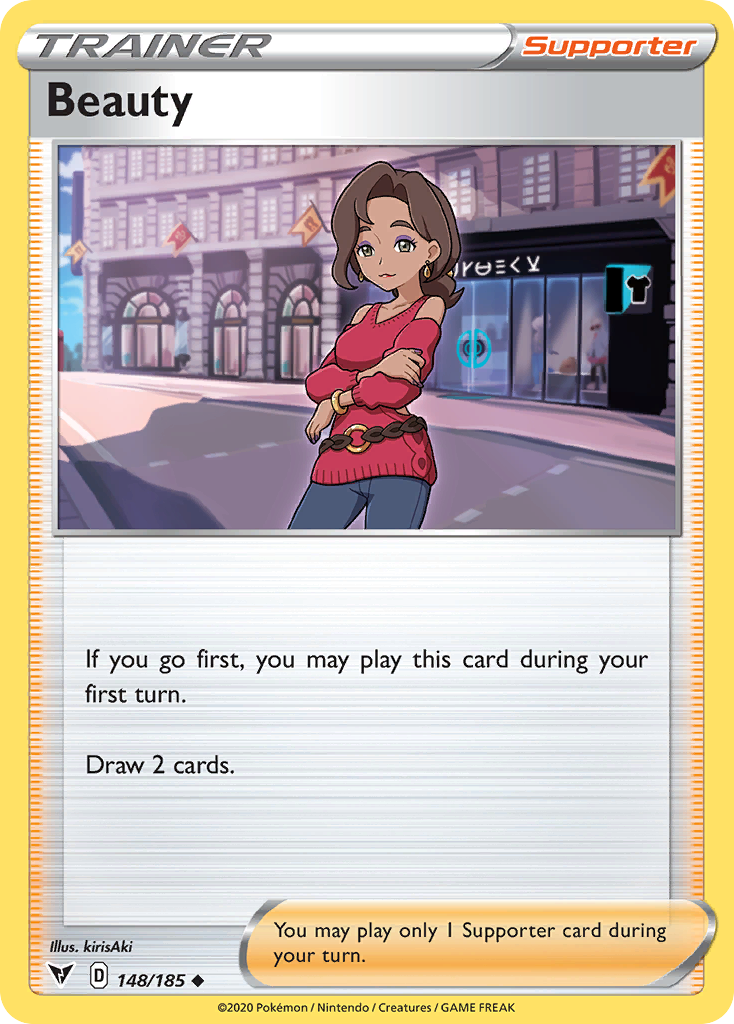 TRAINER Supporter
Beauty
If you go first, you may play this card during your
first turn.
Draw 2 cards.
Illus. kirisAki
You may play only 1 Supporter card during
your turn.
D 148/185
©2020 Pokémon / Nintendo / Creatures / GAME FREAK